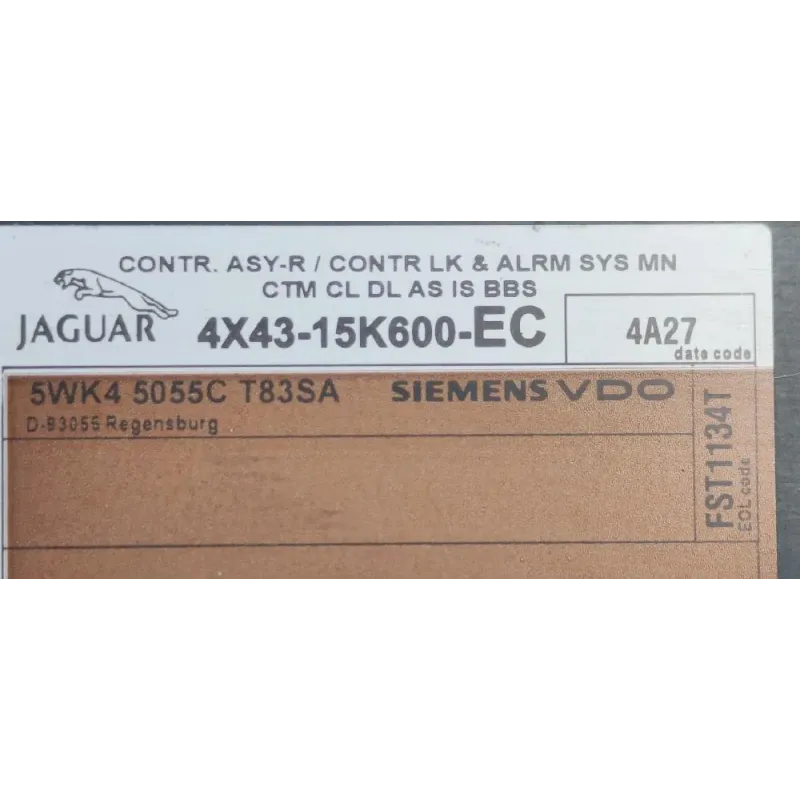 CONTR. ASY-R / CONTR LK & ALRM SYS MN
CTM CL DL AS IS BBS
JAGUAR
4X43-15K600-EC
4A27
date code
5WK4 5055C T83SA
SIEMENS VDO
D-93055 Regensburg
FST1134T
EOL code